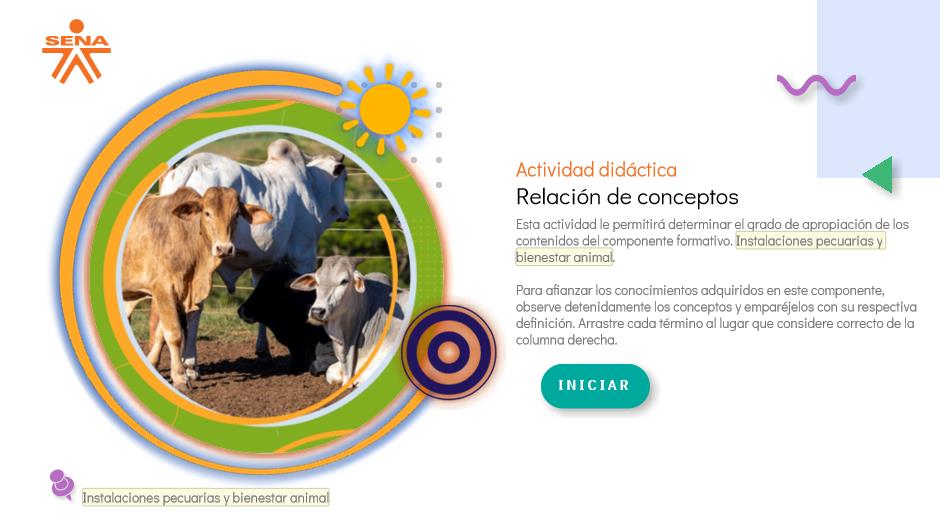 SENA
Actividad didáctica
Relación de conceptos
Esta actividad le permitirá determinar el grado de apropiación de los
contenidos del componente formativo. Instalaciones pecuarias y
bienestar animal.
Para afianzar los conocimientos adquiridos en este componente,
observe detenidamente los conceptos y emparéjelos con su respectiva
definición. Arrastre cada término al lugar que considere correcto de la
columna derecha.
INICIAR
Instalaciones pecuarias y bienestar animal